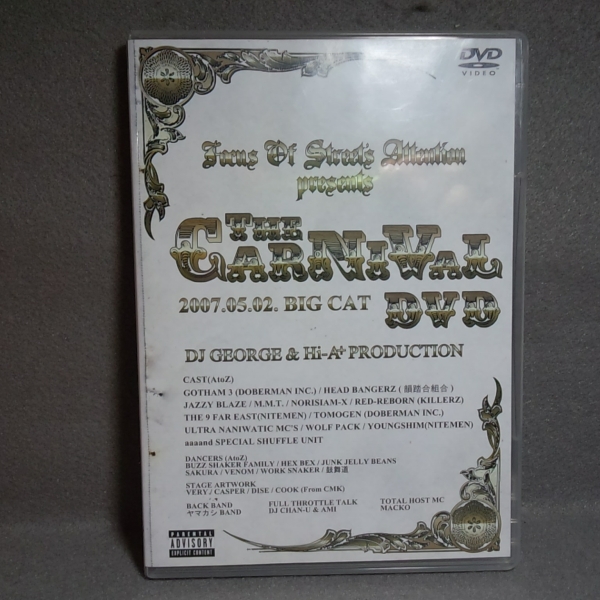 DVD
VIDEO
Focus Of Street's Attention
presents
THE
CARNIVAL
2007.05.02. BIG CAT
DVD
DJ GEORGE & Hi-A+ PRODUCTION
CAST(AtoZ)
GOTHAM 3 (DOBERMAN INC.) / HEAD BANGERZ ( 韻踏合組合 )
JAZZY BLAZE / M.M.T. / NORISIAM-X / RED-REBORN (KILLERZ)
THE 9 FAR EAST(NITEMEN) / TOMOGEN (DOBERMAN INC.)
ULTRA NANIWATIC MC'S / WOLF PACK / YOUNGSHIM(NITEMEN)
aaaand SPECIAL SHUFFLE UNIT
DANCERS (AtoZ)
BUZZ SHAKER FAMILY / HEX BEX / JUNK JELLY BEANS
SAKURA / VENOM / WORK SNAKER / 鼓舞道
STAGE ARTWORK
VERY / CASPER / DISE / COOK (From CMK)
BACK BAND
ヤマカシ BAND
FULL THROTTLE TALK
DJ CHAN-U & AMI
TOTAL HOST MC
MACKO
PARENTAL
ADVISORY
EXPLICIT CONTENT